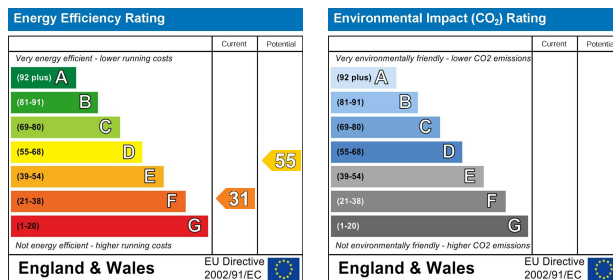 Energy Efficiency Rating
Current Potential
Very energy efficient - lower running costs
(92 plus) A
(81-91) B
(69-80) C
(55-68) D
55
(39-54) E
(21-38) F
31
(1-20) G
Not energy efficient - higher running costs
England & Wales
EU Directive
2002/91/EC
Environmental Impact (CO₂) Rating
Current Potential
Very environmentally friendly - lower CO2 emissions
(92 plus) A
(81-91) B
(69-80) C
(55-68) D
(39-54) E
(21-38) F
(1-20) G
Not environmentally friendly - higher CO2 emissions
England & Wales
EU Directive
2002/91/EC